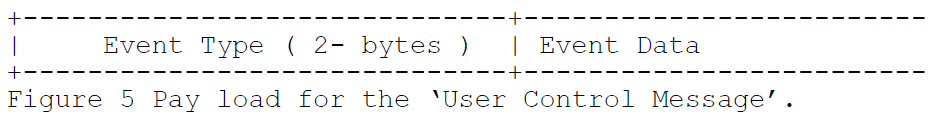 +------------------------------+-------------------------
|     Event Type ( 2- bytes )  | Event Data
+------------------------------+-------------------------
Figure 5 Pay load for the ‘User Control Message’.